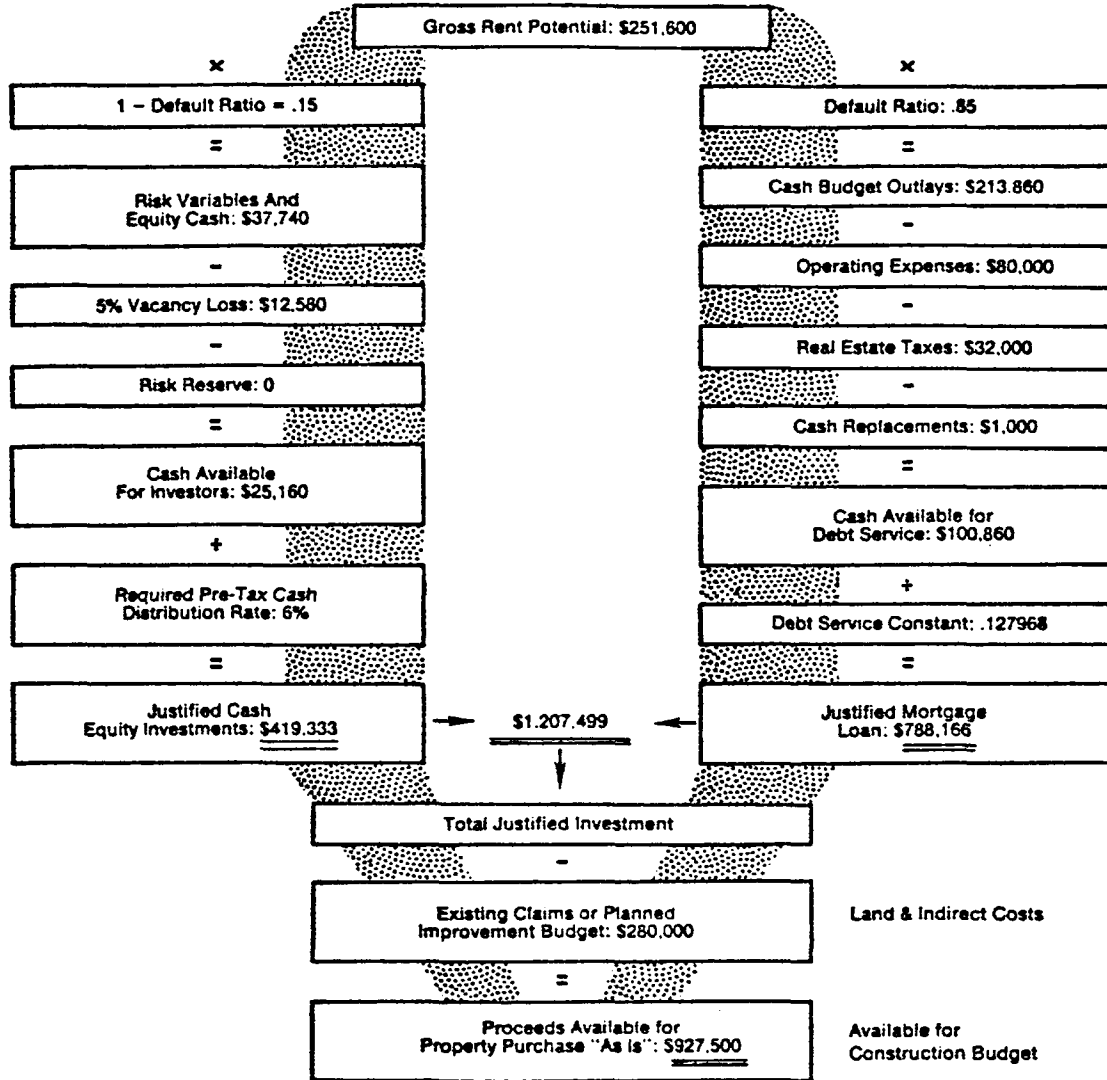 Gross Rent Potential: $251,600
×
1 – Default Ratio = .15
=
Risk Variables And
Equity Cash: $37,740
-
5% Vacancy Loss: $12,580
-
Risk Reserve: 0
=
Cash Available
For Investors: $25,160
+
Required Pre-Tax Cash
Distribution Rate: 6%
=
Justified Cash
Equity Investments: $419,333
×
Default Ratio: .85
=
Cash Budget Outlays: $213.860
-
Operating Expenses: $80,000
-
Real Estate Taxes: $32,000
-
Cash Replacements: $1,000
=
Cash Available for
Debt Service: $100,860
+
Debt Service Constant: .127968
=
Justified Mortgage
Loan: $788,166
$1.207,499
Total Justified Investment
-
Existing Claims or Planned
Improvement Budget: $280,000
Land & Indirect Costs
=
Proceeds Available for
Property Purchase "As Is": $927,500
Available for
Construction Budget